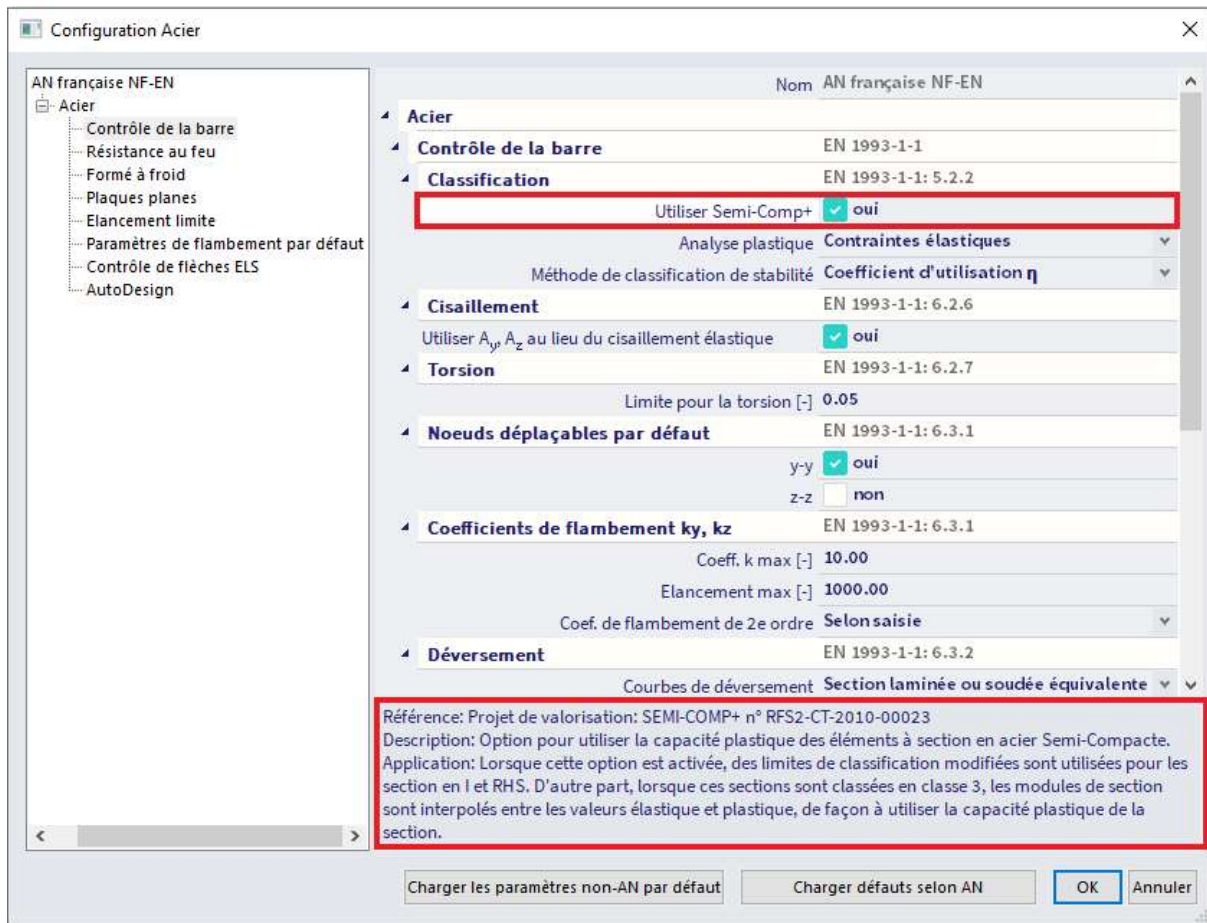 Configuration Acier
AN française NF-EN
Acier
Contrôle de la barre
Résistance au feu
Formé à froid
Plaques planes
Elancement limite
Paramètres de flambement par défaut
Contrôle de flèches ELS
AutoDesign
Nom AN française NF-EN
Acier
Contrôle de la barre EN 1993-1-1
Classification EN 1993-1-1: 5.2.2
Utiliser Semi-Comp+ oui
Analyse plastique Contraintes élastiques
Méthode de classification de stabilité Coefficient d'utilisation η
Cisaillement EN 1993-1-1: 6.2.6
Utiliser Ay, Az au lieu du cisaillement élastique oui
Torsion EN 1993-1-1: 6.2.7
Limite pour la torsion [-] 0.05
Noeuds déplaçables par défaut EN 1993-1-1: 6.3.1
y-y oui
z-z non
Coefficients de flambement ky, kz EN 1993-1-1: 6.3.1
Coeff. k max [-] 10.00
Elancement max [-] 1000.00
Coef. de flambement de 2e ordre Selon saisie
Déversement EN 1993-1-1: 6.3.2
Courbes de déversement Section laminée ou soudée équivalente
Référence: Projet de valorisation: SEMI-COMP+ n° RFS2-CT-2010-00023
Description: Option pour utiliser la capacité plastique des éléments à section en acier Semi-Compacte.
Application: Lorsque cette option est activée, des limites de classification modifiées sont utilisées pour les
section en I et RHS. D'autre part, lorsque ces sections sont classées en classe 3, les modules de section
sont interpolés entre les valeurs élastique et plastique, de façon à utiliser la capacité plastique de la
section.
Charger les paramètres non-AN par défaut
Charger défauts selon AN
OK
Annuler